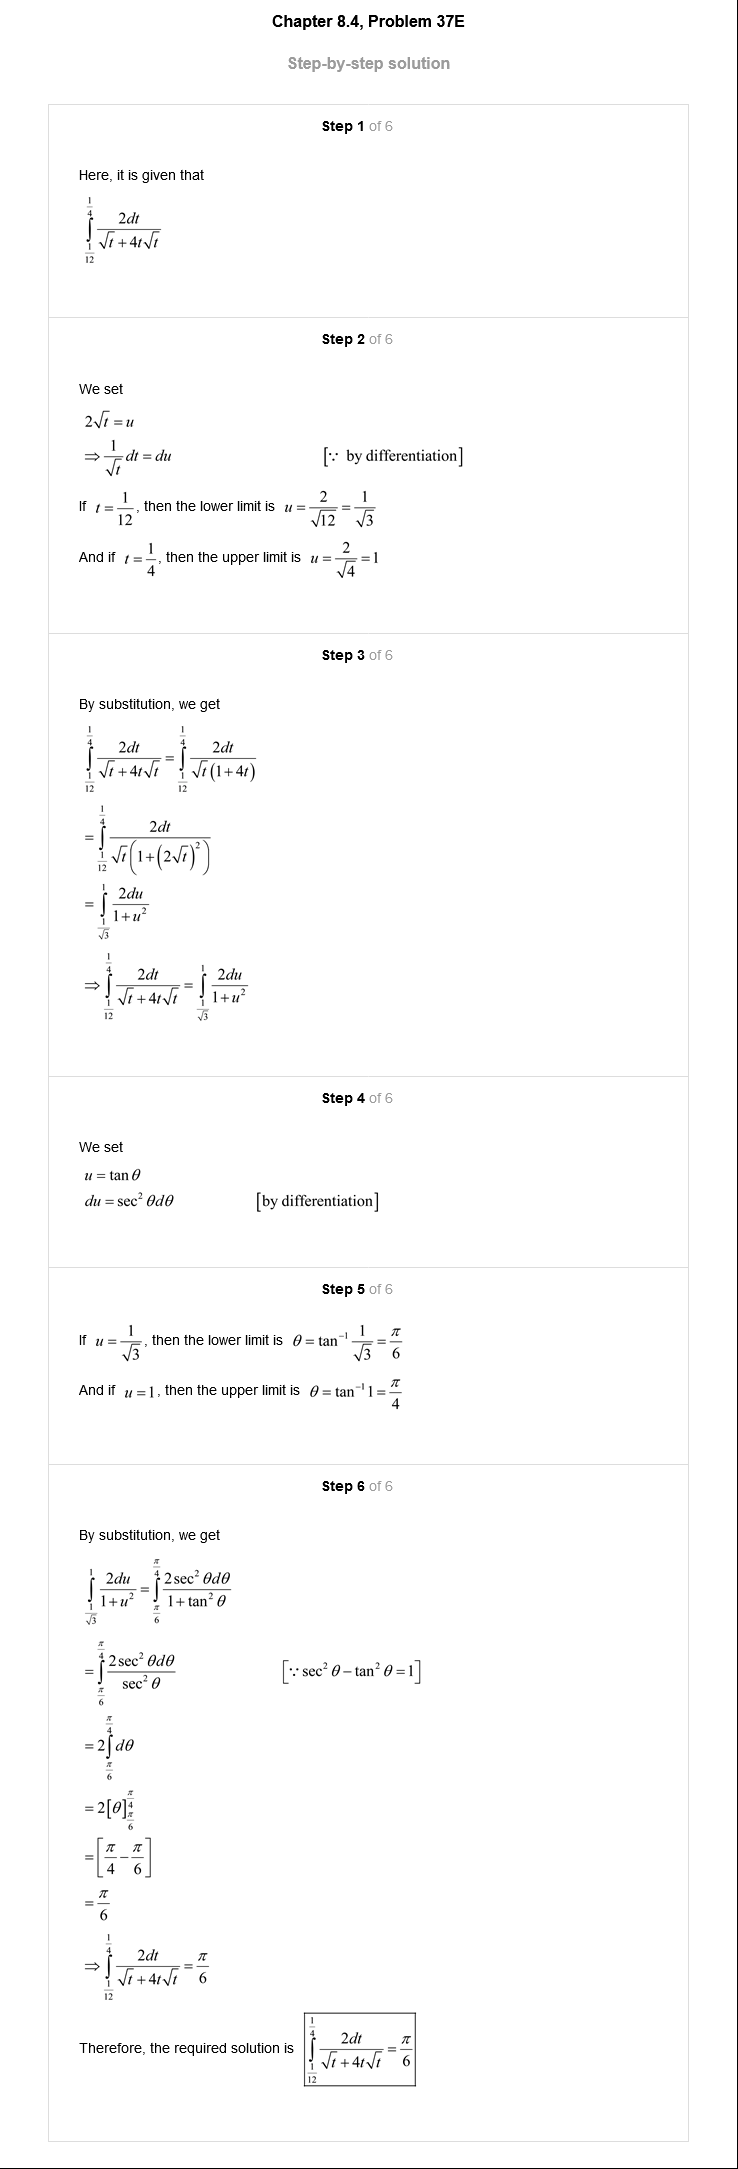 Chapter 8.4, Problem 37E
Step-by-step solution
Step 1 of 6
Here, it is given that
$\int_{\frac{1}{12}}^{\frac{1}{4}} \frac{2dt}{\sqrt{t}+4t\sqrt{t}}$
Step 2 of 6
We set
$2\sqrt{t} = u$
$\Rightarrow \frac{1}{\sqrt{t}} dt = du$ [∵ by differentiation]
If $t = \frac{1}{12}$, then the lower limit is $u = \frac{2}{\sqrt{12}} = \frac{1}{\sqrt{3}}$
And if $t = \frac{1}{4}$, then the upper limit is $u = \frac{2}{\sqrt{4}} = 1$
Step 3 of 6
By substitution, we get
$\int_{\frac{1}{12}}^{\frac{1}{4}} \frac{2dt}{\sqrt{t}+4t\sqrt{t}} = \int_{\frac{1}{12}}^{\frac{1}{4}} \frac{2dt}{\sqrt{t}(1+4t)}$
$= \int_{\frac{1}{12}}^{\frac{1}{4}} \frac{2dt}{\sqrt{t}\left(1+\left(2\sqrt{t}\right)^2\right)}$
$= \int_{\frac{1}{\sqrt{3}}}^{1} \frac{2du}{1+u^2}$
$\Rightarrow \int_{\frac{1}{12}}^{\frac{1}{4}} \frac{2dt}{\sqrt{t}+4t\sqrt{t}} = \int_{\frac{1}{\sqrt{3}}}^{1} \frac{2du}{1+u^2}$
Step 4 of 6
We set
$u = \tan\theta$
$du = \sec^2\theta d\theta$ [by differentiation]
Step 5 of 6
If $u = \frac{1}{\sqrt{3}}$, then the lower limit is $\theta = \tan^{-1}\frac{1}{\sqrt{3}} = \frac{\pi}{6}$
And if $u = 1$, then the upper limit is $\theta = \tan^{-1}1 = \frac{\pi}{4}$
Step 6 of 6
By substitution, we get
$\int_{\frac{1}{\sqrt{3}}}^{1} \frac{2du}{1+u^2} = \int_{\frac{\pi}{6}}^{\frac{\pi}{4}} \frac{2\sec^2\theta d\theta}{1+\tan^2\theta}$
$= \int_{\frac{\pi}{6}}^{\frac{\pi}{4}} \frac{2\sec^2\theta d\theta}{\sec^2\theta}$ $[∵ \sec^2\theta - \tan^2\theta = 1]$
$= 2\int_{\frac{\pi}{6}}^{\frac{\pi}{4}} d\theta$
$= 2[\theta]_{\frac{\pi}{6}}^{\frac{\pi}{4}}$
$= \left[\frac{\pi}{4} - \frac{\pi}{6}\right]$
$= \frac{\pi}{6}$
$\Rightarrow \int_{\frac{1}{12}}^{\frac{1}{4}} \frac{2dt}{\sqrt{t}+4t\sqrt{t}} = \frac{\pi}{6}$
Therefore, the required solution is $\int_{\frac{1}{12}}^{\frac{1}{4}} \frac{2dt}{\sqrt{t}+4t\sqrt{t}} = \frac{\pi}{6}$